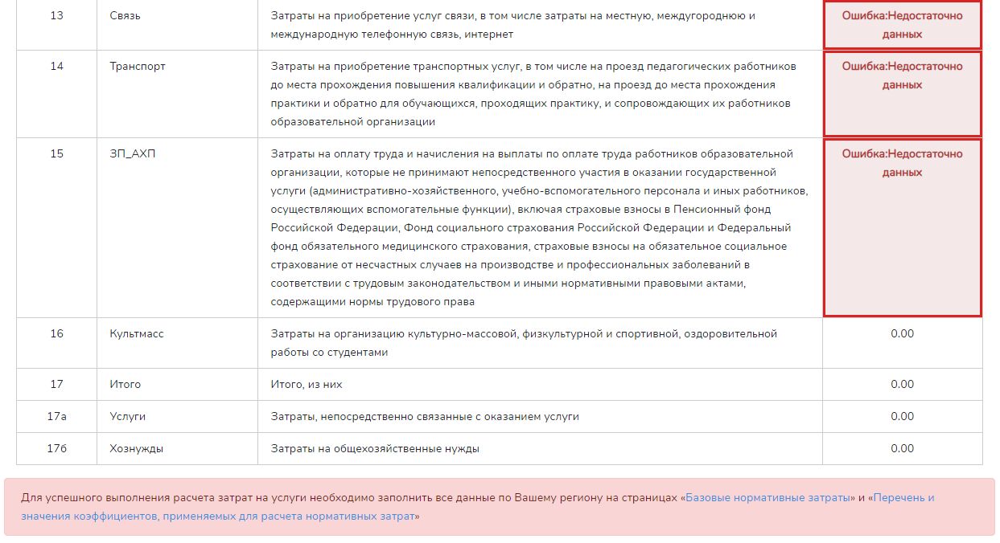 13 Связь Затраты на приобретение услуг связи, в том числе затраты на местную, междугороднюю и Ошибка:Недостаточно
международную телефонную связь, интернет данных
14 Транспорт Затраты на приобретение транспортных услуг, в том числе на проезд педагогических работников Ошибка:Недостаточно
до места прохождения повышения квалификации и обратно, на проезд до места прохождения данных
практики и обратно для обучающихся, проходящих практику, и сопровождающих их работников
образовательной организации
15 ЗП_АХП Затраты на оплату труда и начисления на выплаты по оплате труда работников образовательной Ошибка:Недостаточно
организации, которые не принимают непосредственного участия в оказании государственной данных
услуги (административно-хозяйственного, учебно-вспомогательного персонала и иных работников,
осуществляющих вспомогательные функции), включая страховые взносы в Пенсионный фонд
Российской Федерации, Фонд социального страхования Российской Федерации и Федеральный
фонд обязательного медицинского страхования, страховые взносы на обязательное социальное
страхование от несчастных случаев на производстве и профессиональных заболеваний в
соответствии с трудовым законодательством и иными нормативными правовыми актами,
содержащими нормы трудового права
16 Культмасс Затраты на организацию культурно-массовой, физкультурной и спортивной, оздоровительной 0.00
работы со студентами
17 Итого Итого, из них 0.00
17а Услуги Затраты, непосредственно связанные с оказанием услуги 0.00
17б Хознужды Затраты на общехозяйственные нужды 0.00
Для успешного выполнения расчета затрат на услуги необходимо заполнить все данные по Вашему региону на страницах «Базовые нормативные затраты» и «Перечень и
значения коэффициентов, применяемых для расчета нормативных затрат»